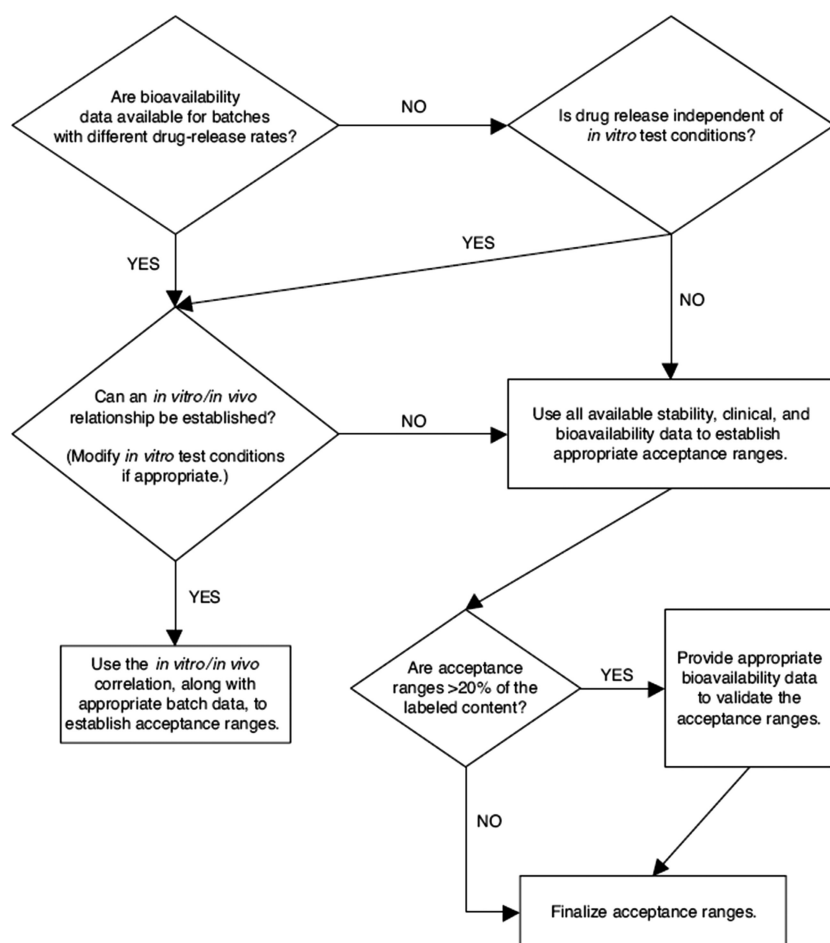 Are bioavailability
data available for batches
with different drug-release rates?
NO
Is drug release independent of
in vitro test conditions?
YES
YES
NO
Can an in vitro/in vivo
relationship be established?
(Modify in vitro test conditions
if appropriate.)
NO
Use all available stability, clinical, and
bioavailability data to establish
appropriate acceptance ranges.
YES
Use the in vitro/in vivo
correlation, along with
appropriate batch data, to
establish acceptance ranges.
Are acceptance
ranges >20% of the
labeled content?
YES
Provide appropriate
bioavailability data
to validate the
acceptance ranges.
NO
Finalize acceptance ranges.